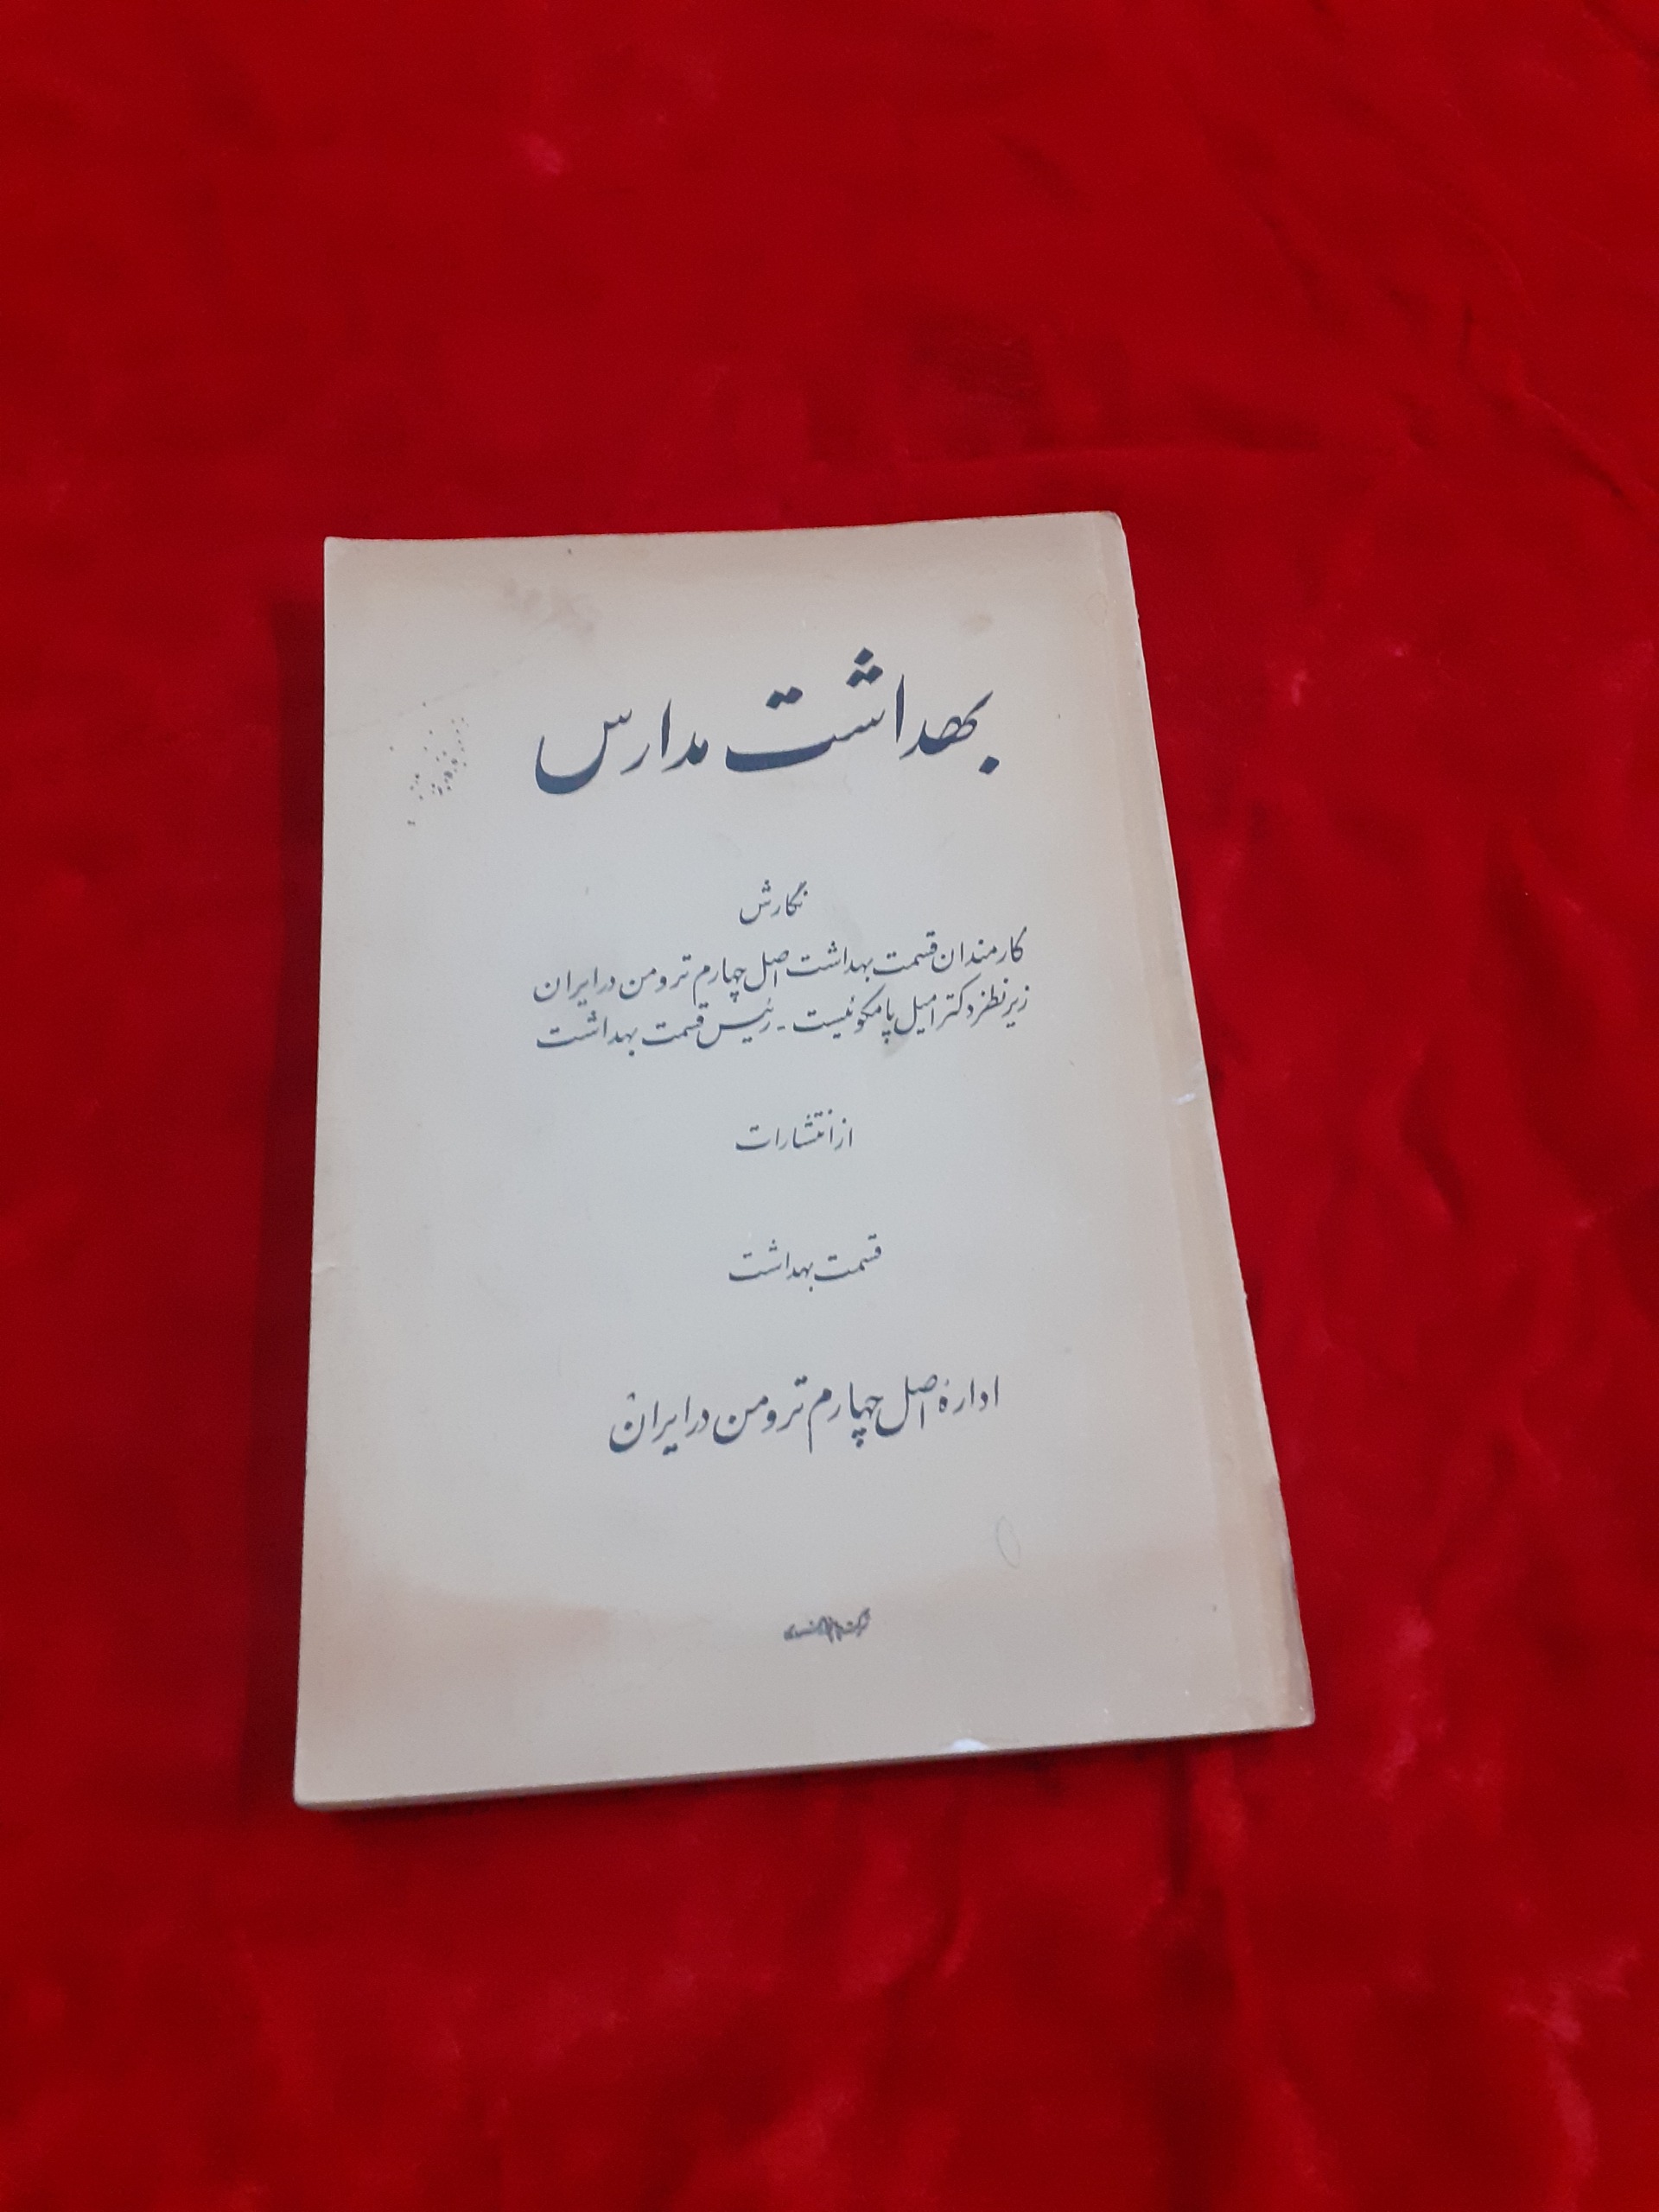 بهداشت مدارس
نگارش
کارمندان قسمت بهداشت اصل چهارم ترومن در ایران
زیر نظر دکتر امیل پامکوئیست - رئیس قسمت بهداشت
از انتشارات
قسمت بهداشت
ادارهٔ اصل چهارم ترومن در ایران